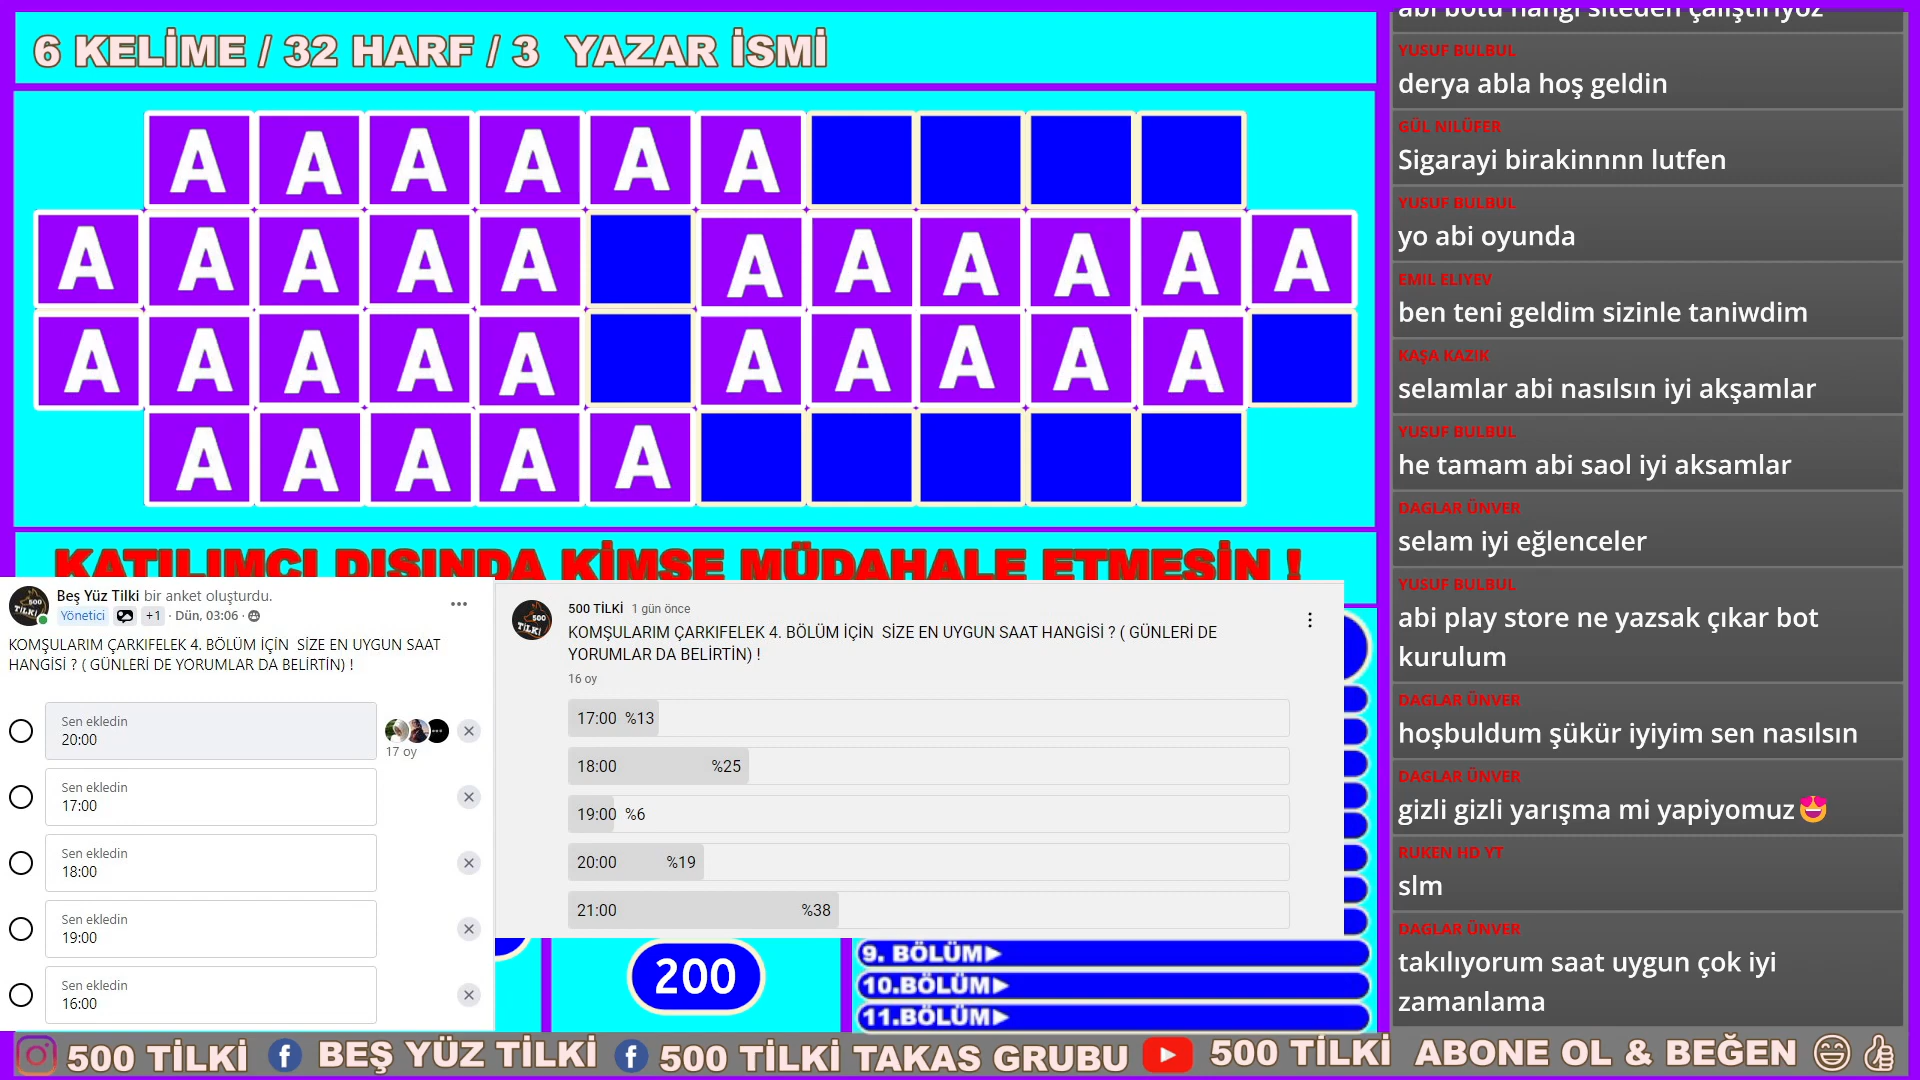 6 KELİME / 32 HARF / 3 YAZAR İSMİ
A A A A A A
A A A A A A A A A A A
A A A A A A A A A A
A A A A A
KATILIMCI DIŞINDA KİMSE MÜDAHALE ETMESİN !
Beş Yüz Tilki bir anket oluşturdu.
Yönetici +1 · Dün, 03:06 ·
KOMŞULARIM ÇARKIFELEK 4. BÖLÜM İÇİN SİZE EN UYGUN SAAT
HANGİSİ ? ( GÜNLERİ DE YORUMLAR DA BELİRTİN) !
Sen ekledin
20:00
17 oy
Sen ekledin
17:00
Sen ekledin
18:00
Sen ekledin
19:00
Sen ekledin
16:00
500 TİLKİ 1 gün önce
KOMŞULARIM ÇARKIFELEK 4. BÖLÜM İÇİN SİZE EN UYGUN SAAT HANGİSİ ? ( GÜNLERİ DE
YORUMLAR DA BELİRTİN) !
16 oy
17:00 %13
18:00 %25
19:00 %6
20:00 %19
21:00 %38
200
9. BÖLÜM
10.BÖLÜM
11.BÖLÜM
abi botu hangi siteden çalıştırıyoz
YUSUF BULBUL
derya abla hoş geldin
GÜL NILÜFER
Sigarayi birakinnnn lutfen
YUSUF BULBUL
yo abi oyunda
EMIL ELIYEV
ben teni geldim sizinle taniwdim
KAŞA KAZIK
selamlar abi nasılsın iyi akşamlar
YUSUF BULBUL
he tamam abi saol iyi aksamlar
DAGLAR ÜNVER
selam iyi eğlenceler
YUSUF BULBUL
abi play store ne yazsak çıkar bot
kurulum
DAGLAR ÜNVER
hoşbuldum şükür iyiyim sen nasılsın
DAGLAR ÜNVER
gizli gizli yarışma mi yapiyomuz😍
RUKEN HD YT
slm
DAGLAR ÜNVER
takılıyorum saat uygun çok iyi
zamanlama
500 TİLKİ BEŞ YÜZ TİLKİ 500 TİLKİ TAKAS GRUBU 500 TİLKİ ABONE OL & BEĞEN